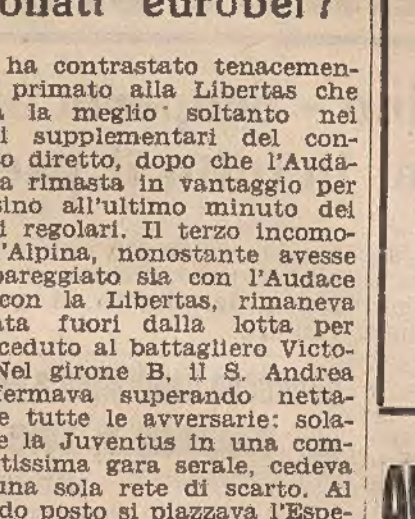 europei?
ha contrastato tenacemen-
primato alla Libertas che
la meglio soltanto nei
supplementari del con-
diretto, dopo che l'Auda-
a rimasta in vantaggio per
sino all'ultimo minuto dei
i regolari. Il terzo incomo-
'Alpina, nonostante avesse
pareggiato sia con l'Audace
con la Libertas, rimaneva
ata fuori dalla lotta per
ceduto al battagliero Victo-
Nel girone B, il S. Andrea
fermava superando netta-
e tutte le avversarie: sola-
e la Juventus in una com-
tissima gara serale, cedeva
una sola rete di scarto. Al
do posto si piazzava l'Espe-